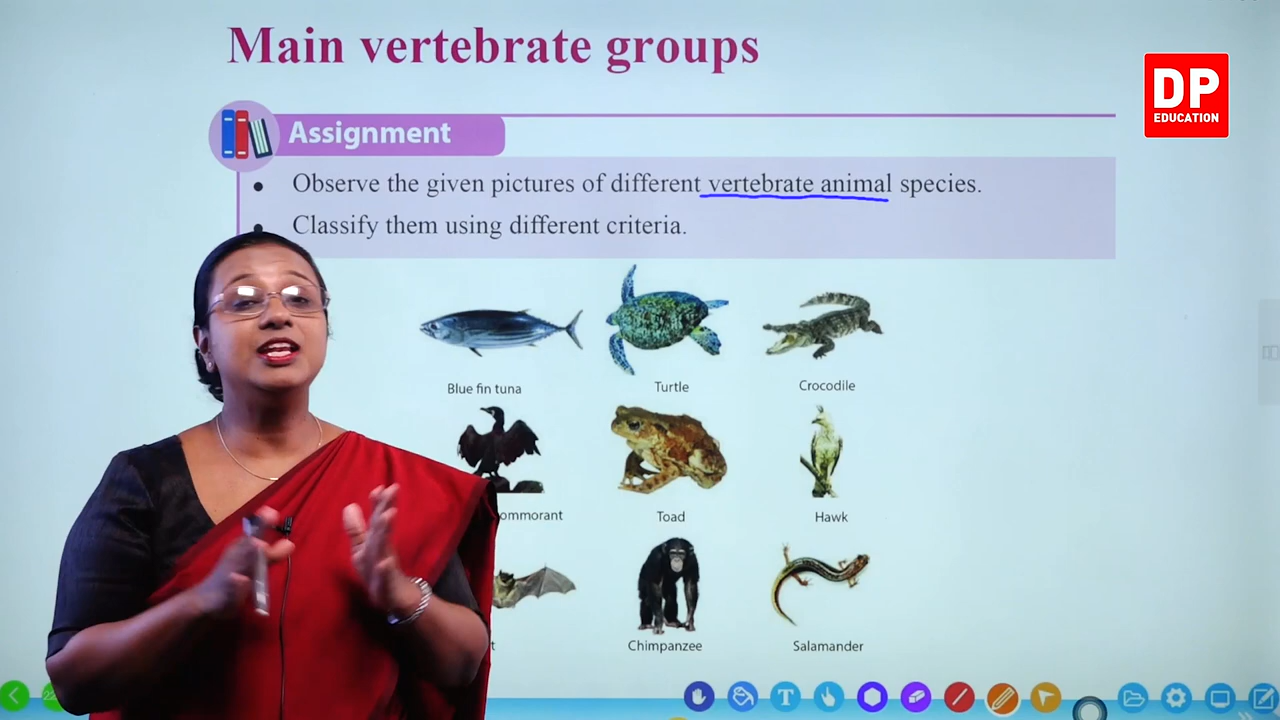 Main vertebrate groups
DP
EDUCATION
Assignment
• Observe the given pictures of different vertebrate animal species.
• Classify them using different criteria.
Blue fin tuna
Turtle
Crocodile
ommorant
Toad
Hawk
t
Chimpanzee
Salamander
T